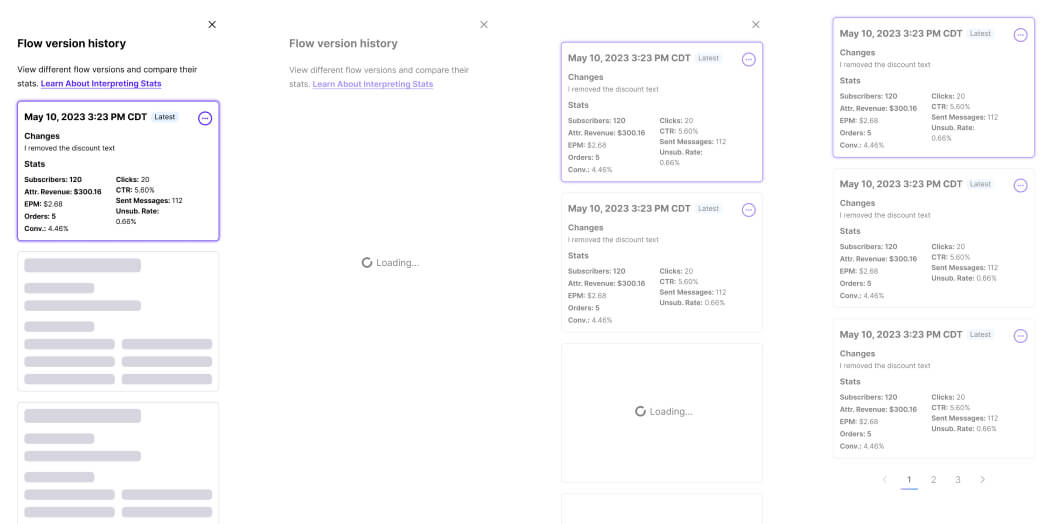 Flow version history
View different flow versions and compare their
stats. Learn About Interpreting Stats
May 10, 2023 3:23 PM CDT Latest
Changes
I removed the discount text
Stats
Subscribers: 120
Attr. Revenue: $300.16
EPM: $2.68
Orders: 5
Conv.: 4.46%
Clicks: 20
CTR: 5.60%
Sent Messages: 112
Unsub. Rate:
0.66%
Flow version history
View different flow versions and compare their
stats. Learn About Interpreting Stats
Loading...
May 10, 2023 3:23 PM CDT Latest
Changes
I removed the discount text
Stats
Subscribers: 120
Attr. Revenue: $300.16
EPM: $2.68
Orders: 5
Conv.: 4.46%
Clicks: 20
CTR: 5.60%
Sent Messages: 112
Unsub. Rate:
0.66%
May 10, 2023 3:23 PM CDT Latest
Changes
I removed the discount text
Stats
Subscribers: 120
Attr. Revenue: $300.16
EPM: $2.68
Orders: 5
Conv.: 4.46%
Clicks: 20
CTR: 5.60%
Sent Messages: 112
Unsub. Rate: 0.66%
Loading...
May 10, 2023 3:23 PM CDT Latest
Changes
I removed the discount text
Stats
Subscribers: 120
Attr. Revenue: $300.16
EPM: $2.68
Orders: 5
Conv.: 4.46%
Clicks: 20
CTR: 5.60%
Sent Messages: 112
Unsub. Rate:
0.66%
May 10, 2023 3:23 PM CDT Latest
Changes
I removed the discount text
Stats
Subscribers: 120
Attr. Revenue: $300.16
EPM: $2.68
Orders: 5
Conv.: 4.46%
Clicks: 20
CTR: 5.60%
Sent Messages: 112
Unsub. Rate: 0.66%
May 10, 2023 3:23 PM CDT Latest
Changes
I removed the discount text
Stats
Subscribers: 120
Attr. Revenue: $300.16
EPM: $2.68
Orders: 5
Conv.: 4.46%
Clicks: 20
CTR: 5.60%
Sent Messages: 112
Unsub. Rate: 0.66%
1 2 3